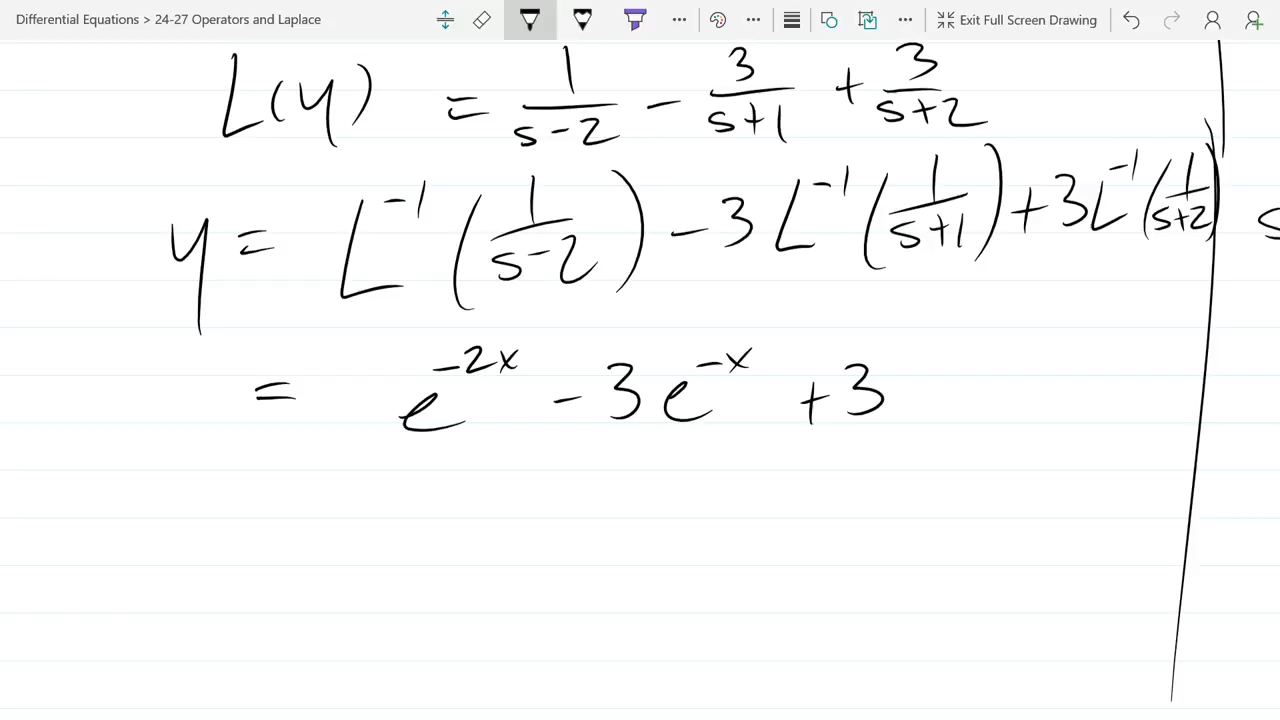 Differential Equations > 24-27 Operators and Laplace Exit Full Screen Drawing
L(y) = 1/(s-2) - 3/(s+1) + 3/(s+2)
y = L^-1 (1/(s-2)) - 3L^-1 (1/(s+1)) + 3L^-1 (1/(s+2))
= e^-2x - 3e^-x + 3